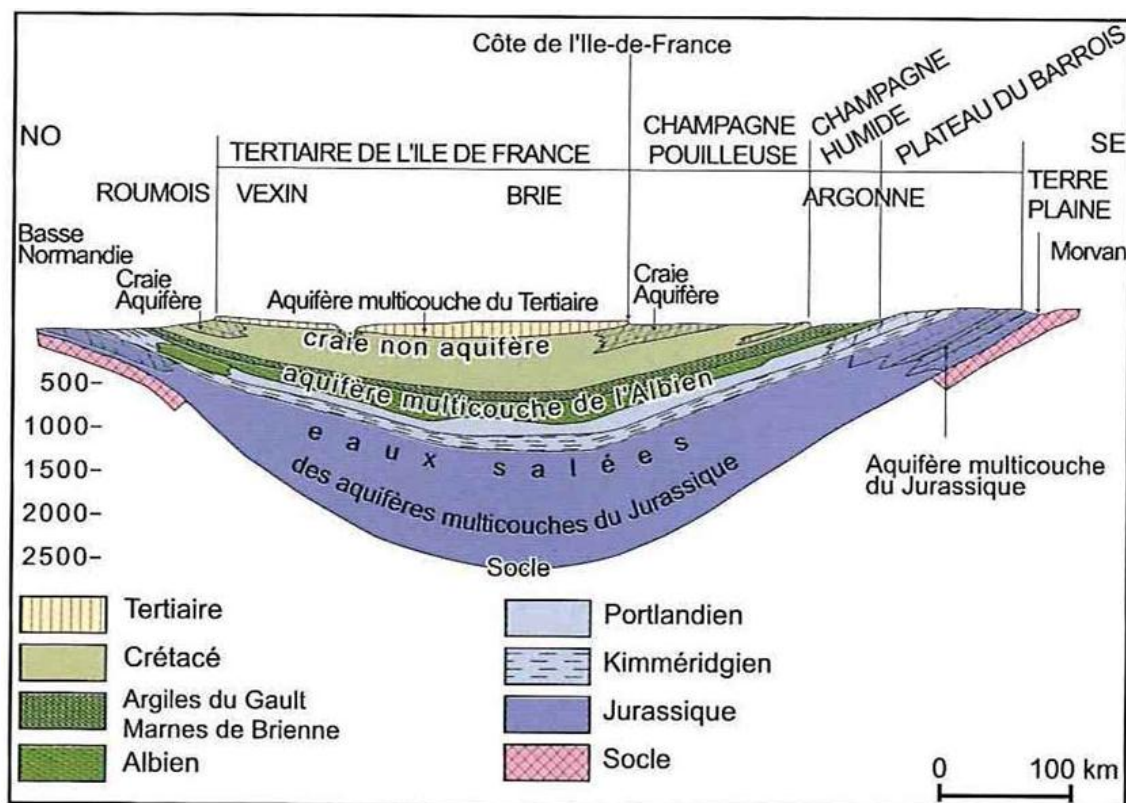 Côte de l'Ile-de-France
NO
SE
TERTIAIRE DE L'ILE DE FRANCE
CHAMPAGNE
POUILLEUSE
CHAMPAGNE
HUMIDE
PLATEAU DU BARROIS
ROUMOIS
VEXIN
BRIE
ARGONNE
TERRE
PLAINE
Basse
Normandie
Morvan
Craie
Aquifère
Aquifère multicouche du Tertiaire
Craie
Aquifère
craie non aquifère
aquifère multicouche de l'Albien
eaux salées
des aquifères multicouches du Jurassique
Socle
Aquifère multicouche
du Jurassique
500-
1000-
1500-
2000-
2500-
Tertiaire
Crétacé
Argiles du Gault
Marnes de Brienne
Albien
Portlandien
Kimméridgien
Jurassique
Socle
0 100 km